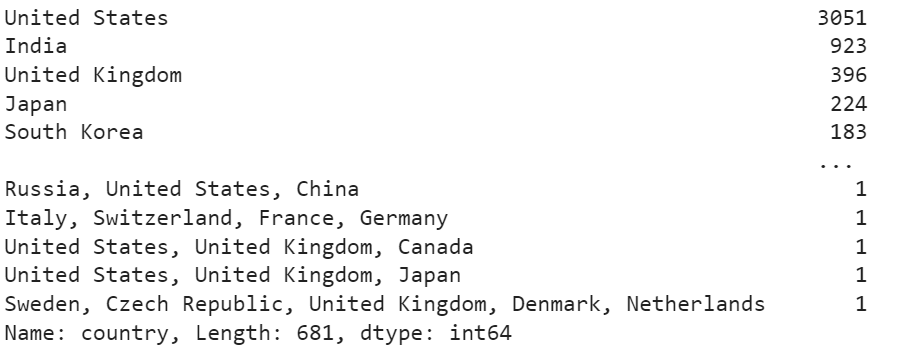 United States 3051
India 923
United Kingdom 396
Japan 224
South Korea 183
...
Russia, United States, China 1
Italy, Switzerland, France, Germany 1
United States, United Kingdom, Canada 1
United States, United Kingdom, Japan 1
Sweden, Czech Republic, United Kingdom, Denmark, Netherlands 1
Name: country, Length: 681, dtype: int64